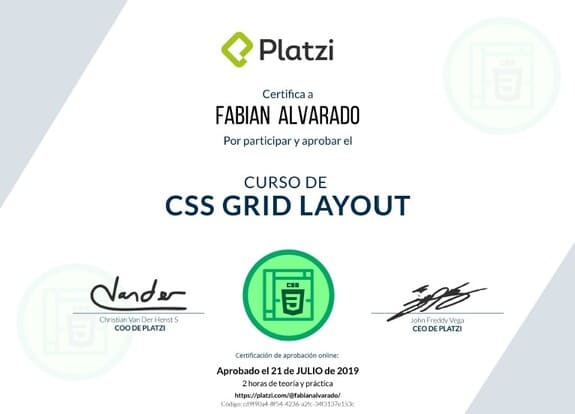 Platzi
Certifica a
FABIAN ALVARADO
Por participar y aprobar el
CURSO DE
CSS GRID LAYOUT
CSS
Vander
Christian Van Der Henst S
COO DE PLATZI
John Freddy Vega
CEO DE PLATZI
Certificación de aprobación online:
Aprobado el 21 de JULIO de 2019
2 horas de teoría y práctica
https://platzi.com/@fabianalvarado/
Código: